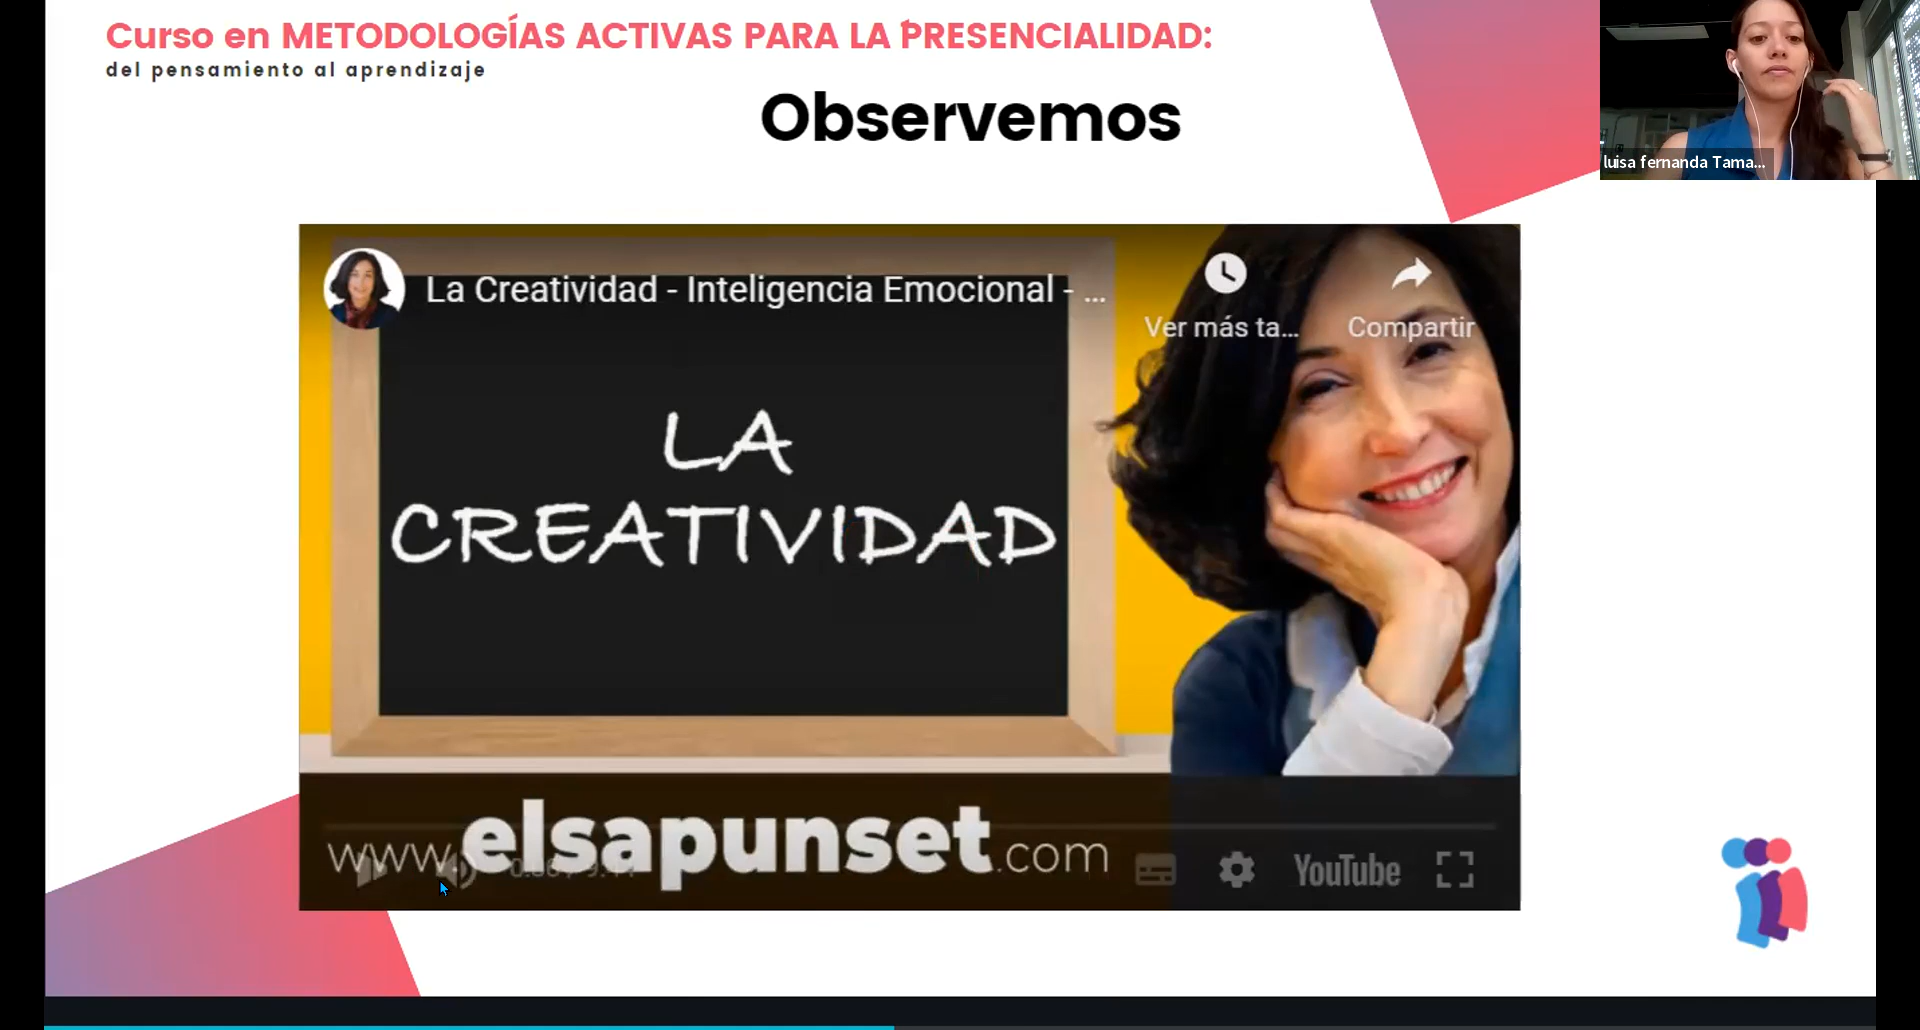 Curso en METODOLOGÍAS ACTIVAS PARA LA PRESENCIALIDAD:
del pensamiento al aprendizaje
Observemos
luisa fernanda Tama...
La Creatividad - Inteligencia Emocional - ...
Ver más ta...
Compartir
LA
CREATIVIDAD
www.elsapunset.com
YouTube